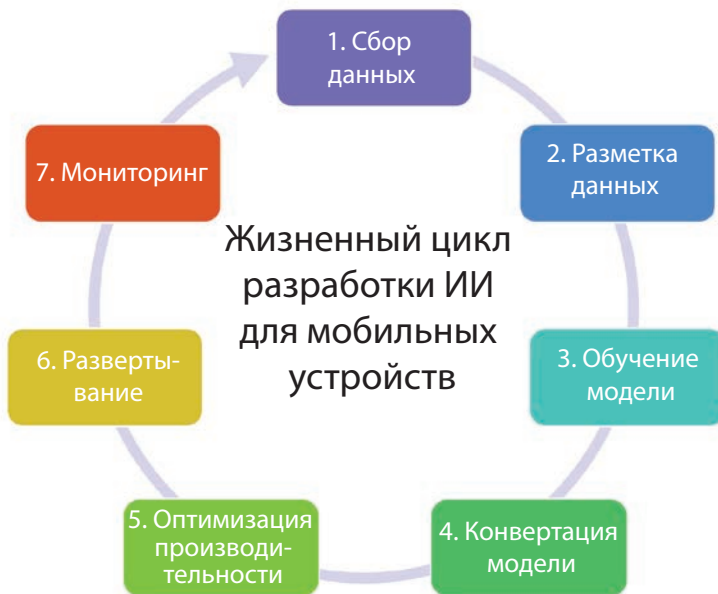 1. Сбор
данных
2. Разметка
данных
3. Обучение
модели
4. Конвертация
модели
5. Оптимизация
производи-
тельности
6. Разверты-
вание
7. Мониторинг
Жизненный цикл
разработки ИИ
для мобильных
устройств